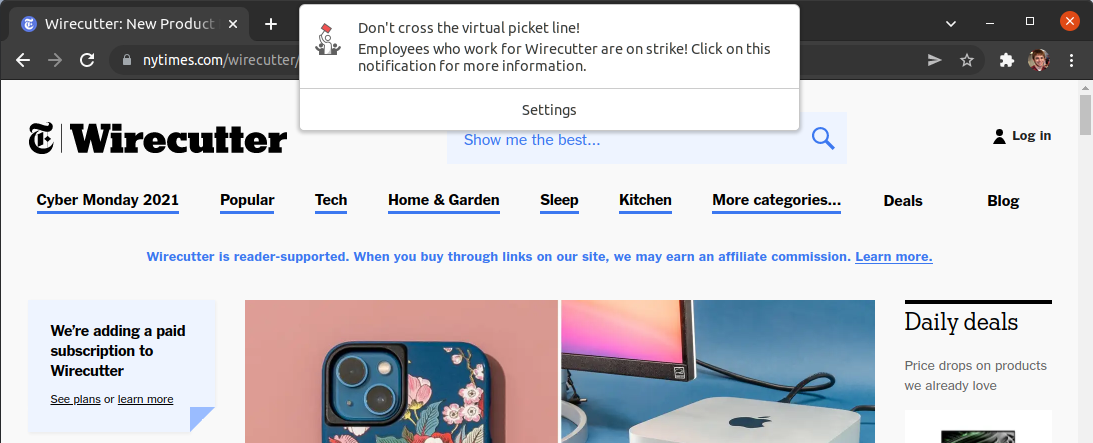 Wirecutter: New Product
Don't cross the virtual picket line!
Employees who work for Wirecutter are on strike! Click on this
notification for more information.
Settings
nytimes.com/wirecutter/
Wirecutter
Show me the best...
Log in
Cyber Monday 2021 Popular Tech Home & Garden Sleep Kitchen More categories... Deals Blog
Wirecutter is reader-supported. When you buy through links on our site, we may earn an affiliate commission. Learn more.
We're adding a paid
subscription to
Wirecutter
See plans or learn more
Daily deals
Price drops on products
we already love